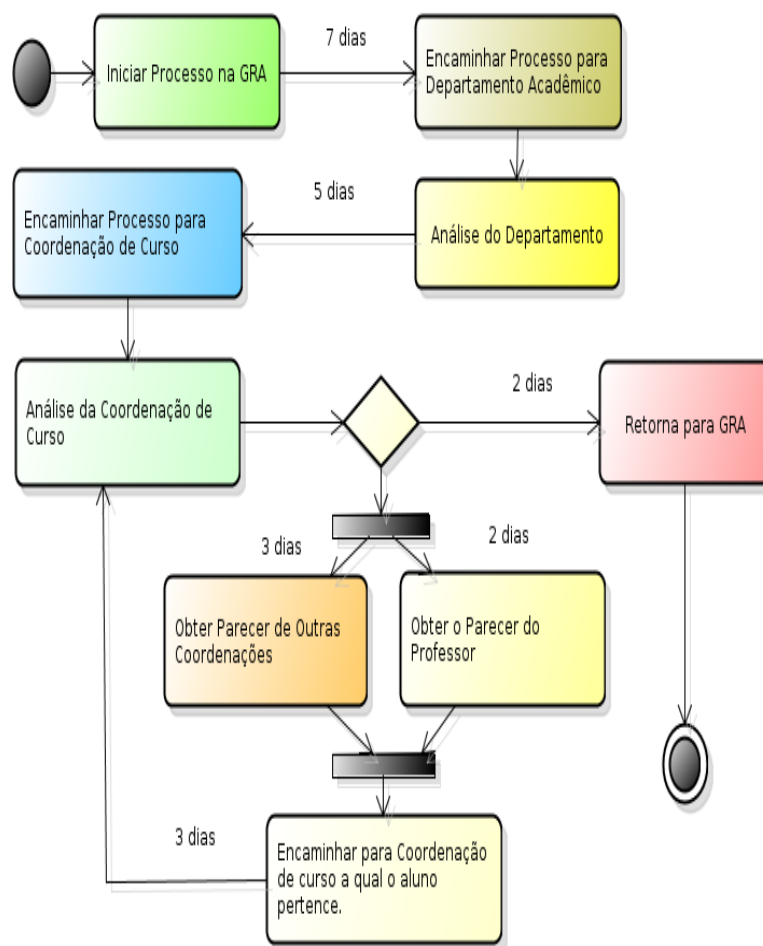 Iniciar Processo na GRA
7 dias
Encaminhar Processo para
Departamento Acadêmico
Encaminhar Processo para
Coordenação de Curso
5 dias
Análise do Departamento
Análise da Coordenação de
Curso
2 dias
Retorna para GRA
3 dias
2 dias
Obter Parecer de Outras
Coordenações
Obter o Parecer do
Professor
3 dias
Encaminhar para Coordenação
de curso a qual o aluno
pertence.